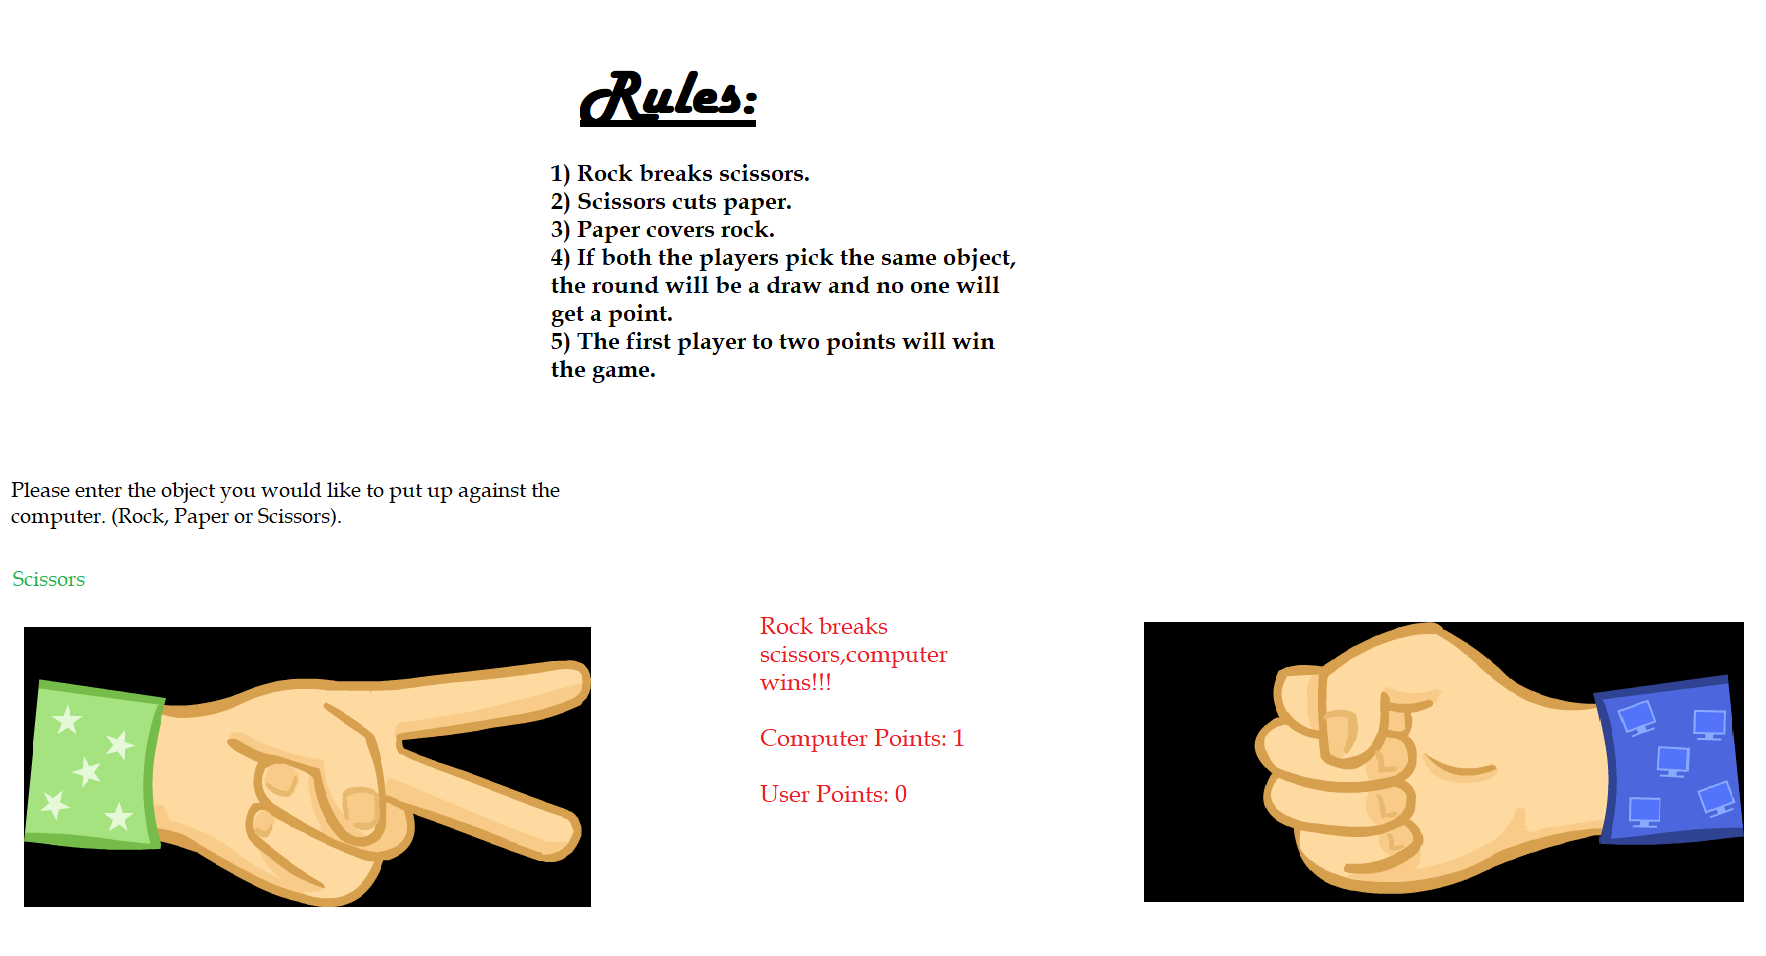 Rules:
1) Rock breaks scissors.
2) Scissors cuts paper.
3) Paper covers rock.
4) If both the players pick the same object,
the round will be a draw and no one will
get a point.
5) The first player to two points will win
the game.
Please enter the object you would like to put up against the
computer. (Rock, Paper or Scissors).
Scissors
Rock breaks
scissors,computer
wins!!!
Computer Points: 1
User Points: 0